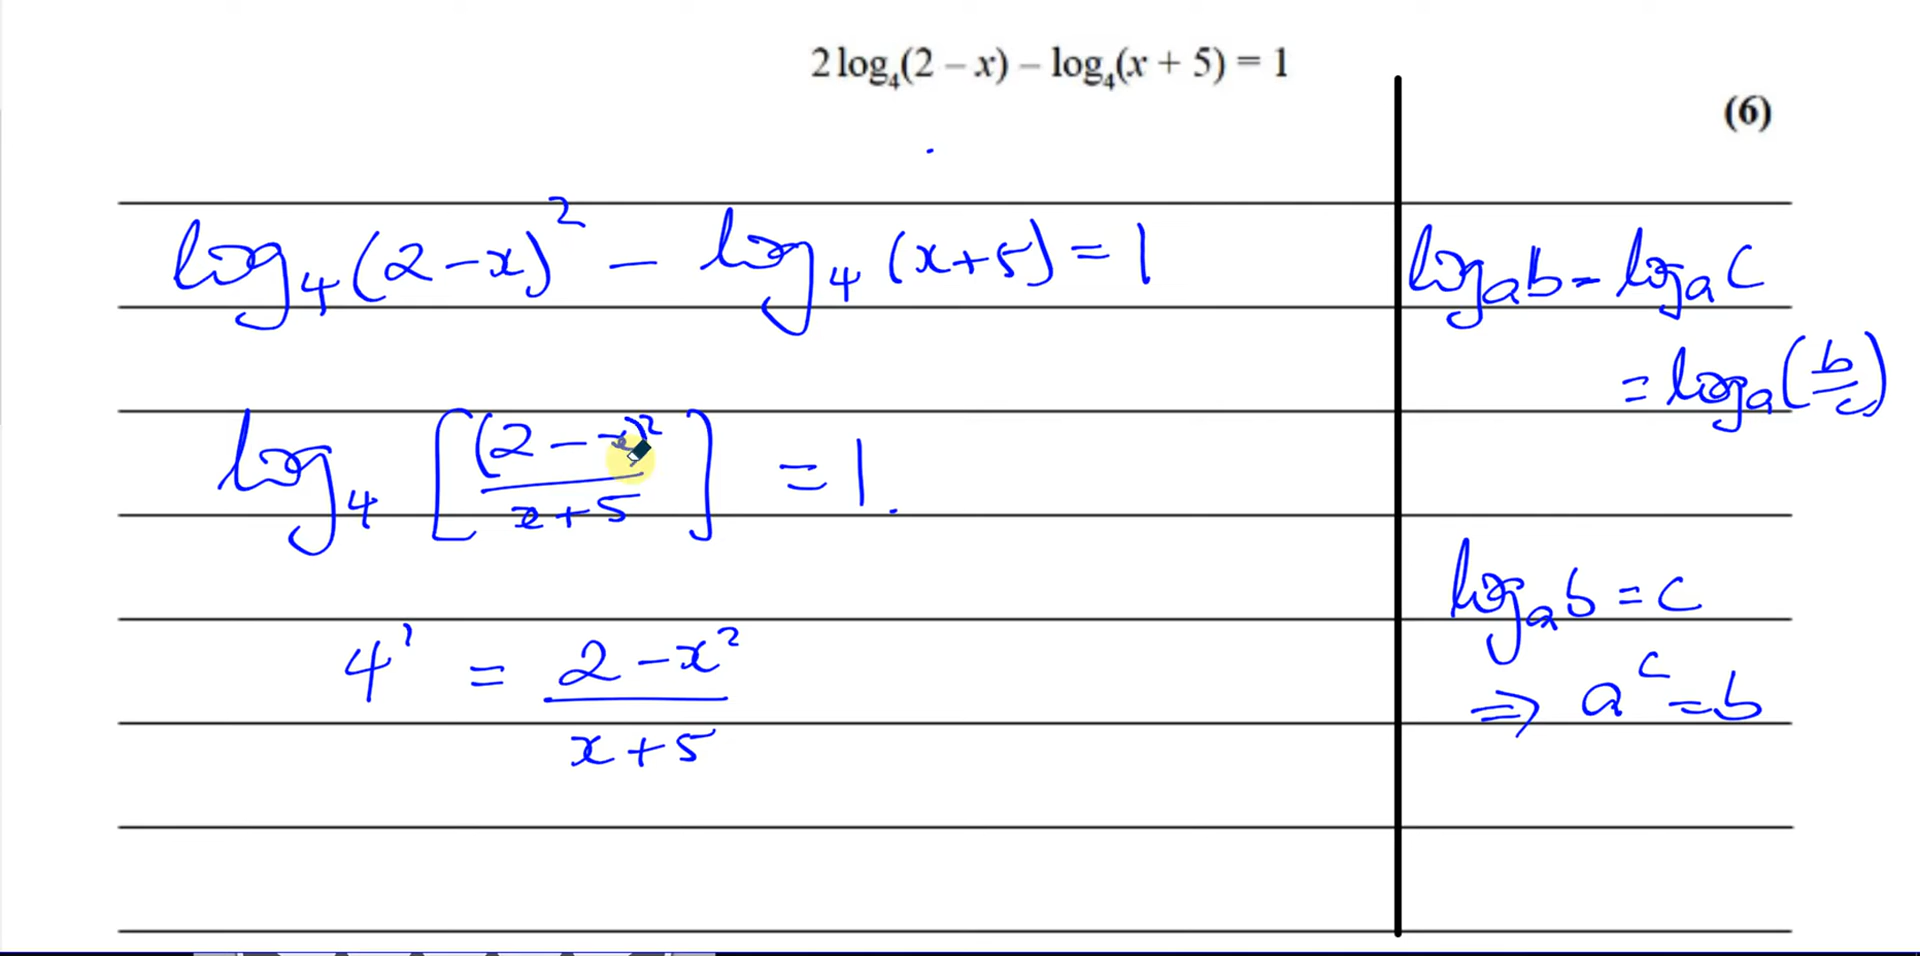 2 log₄(2 – x) – log₄(x + 5) = 1
(6)
log₄(2-x)² - log₄(x+5) = 1
log₄[(2-x)²/(x+5)] = 1.
4¹ = (2-x²)/(x+5)
logₐb - logₐc
= logₐ(b/c)
logₐb = c
⇒ aᶜ = b